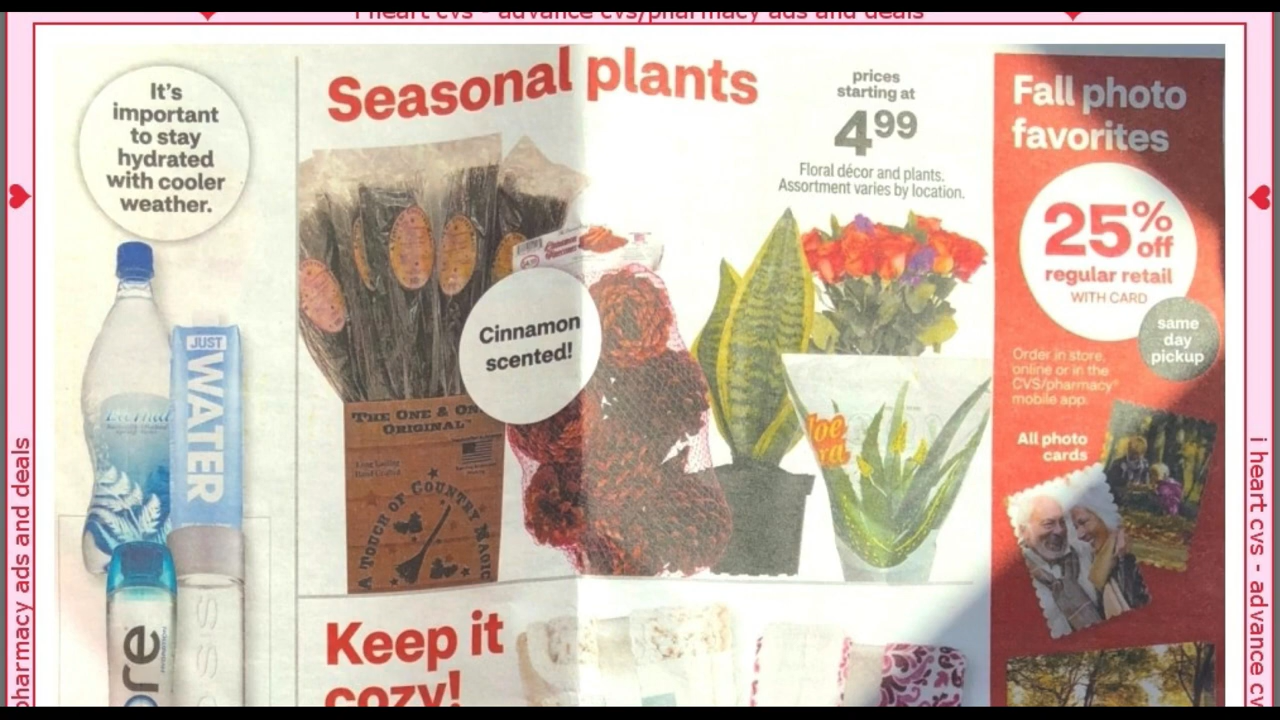 i heart cvs - advance cvs/pharmacy ads and deals
It's
important
to stay
hydrated
with cooler
weather.
JUST
WATER
ore
Seasonal plants
prices
starting at
4.99
Floral décor and plants.
Assortment varies by location.
Cinnamon
scented!
THE ONE & ON
ORIGINAL
A TOUCH OF COUNTRY MAGIC
Keep it
cozy!
Fall photo
favorites
25% off
regular retail
WITH CARD
same
day
pickup
Order in store,
online or in the
CVS/pharmacy®
mobile app.
All photo
cards
pharmacy ads and deals
i heart cvs - advance cv